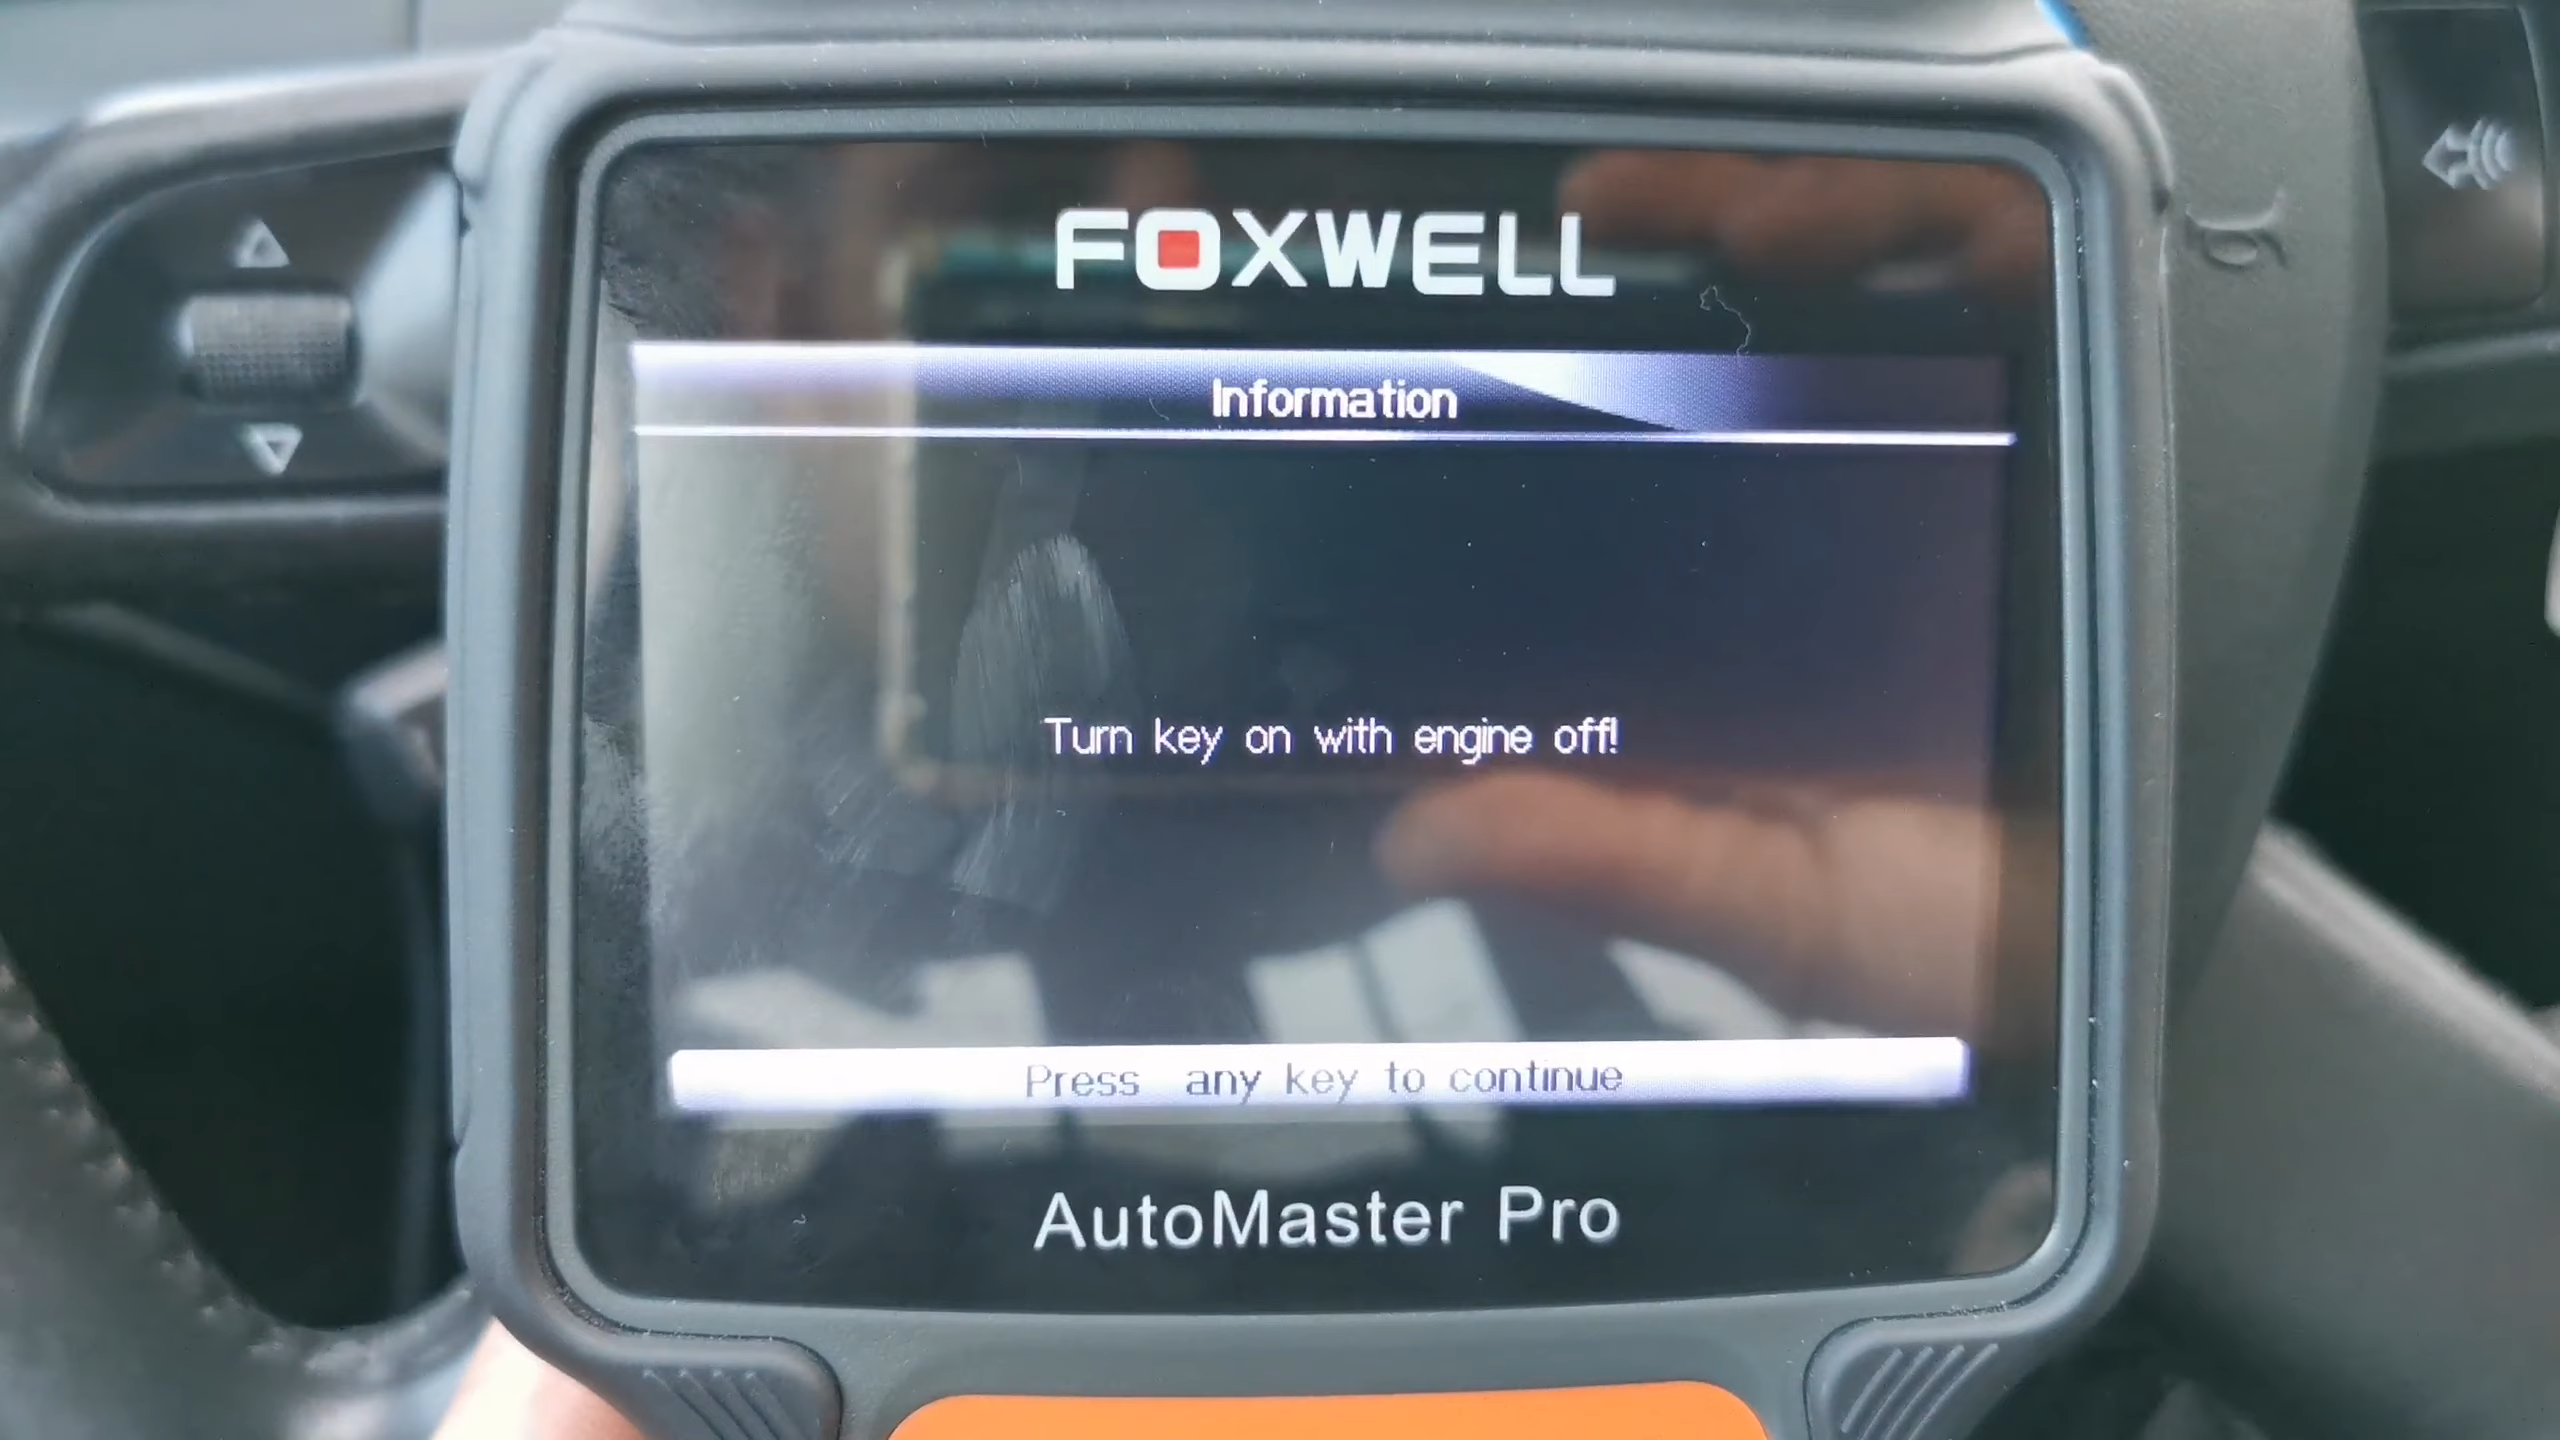 FOXWELL
Information
Turn key on with engine off!
Press any key to continue
AutoMaster Pro